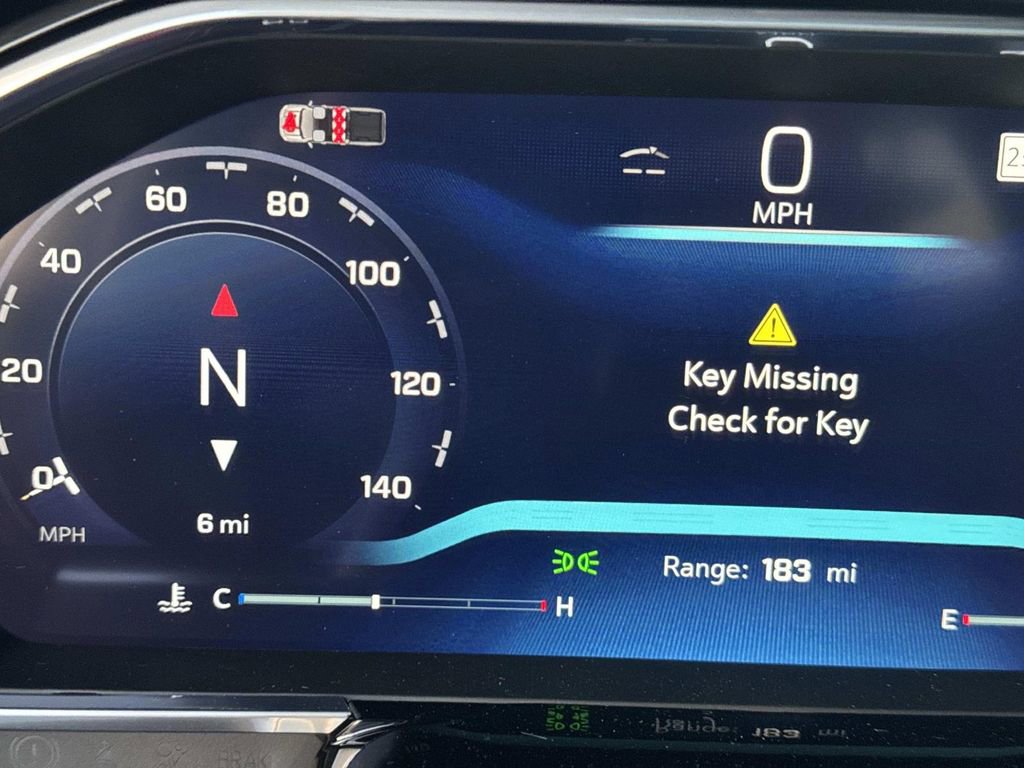 0
MPH
60
80
40
100
20
N
120
0
140
MPH
6 mi
Key Missing
Check for Key
Range: 183 mi
C
H
E